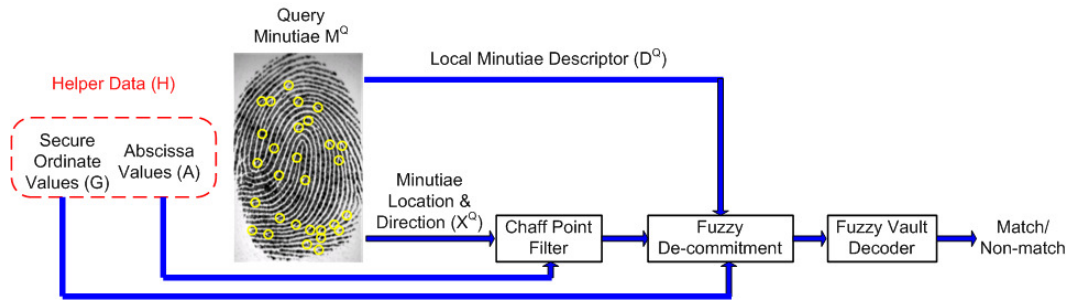 Query
Minutiae M^Q
Local Minutiae Descriptor (D^Q)
Helper Data (H)
Secure
Ordinate
Values (G)
Abscissa
Values (A)
Minutiae
Location &
Direction (X^Q)
Chaff Point
Filter
Fuzzy
De-commitment
Fuzzy Vault
Decoder
Match/
Non-match